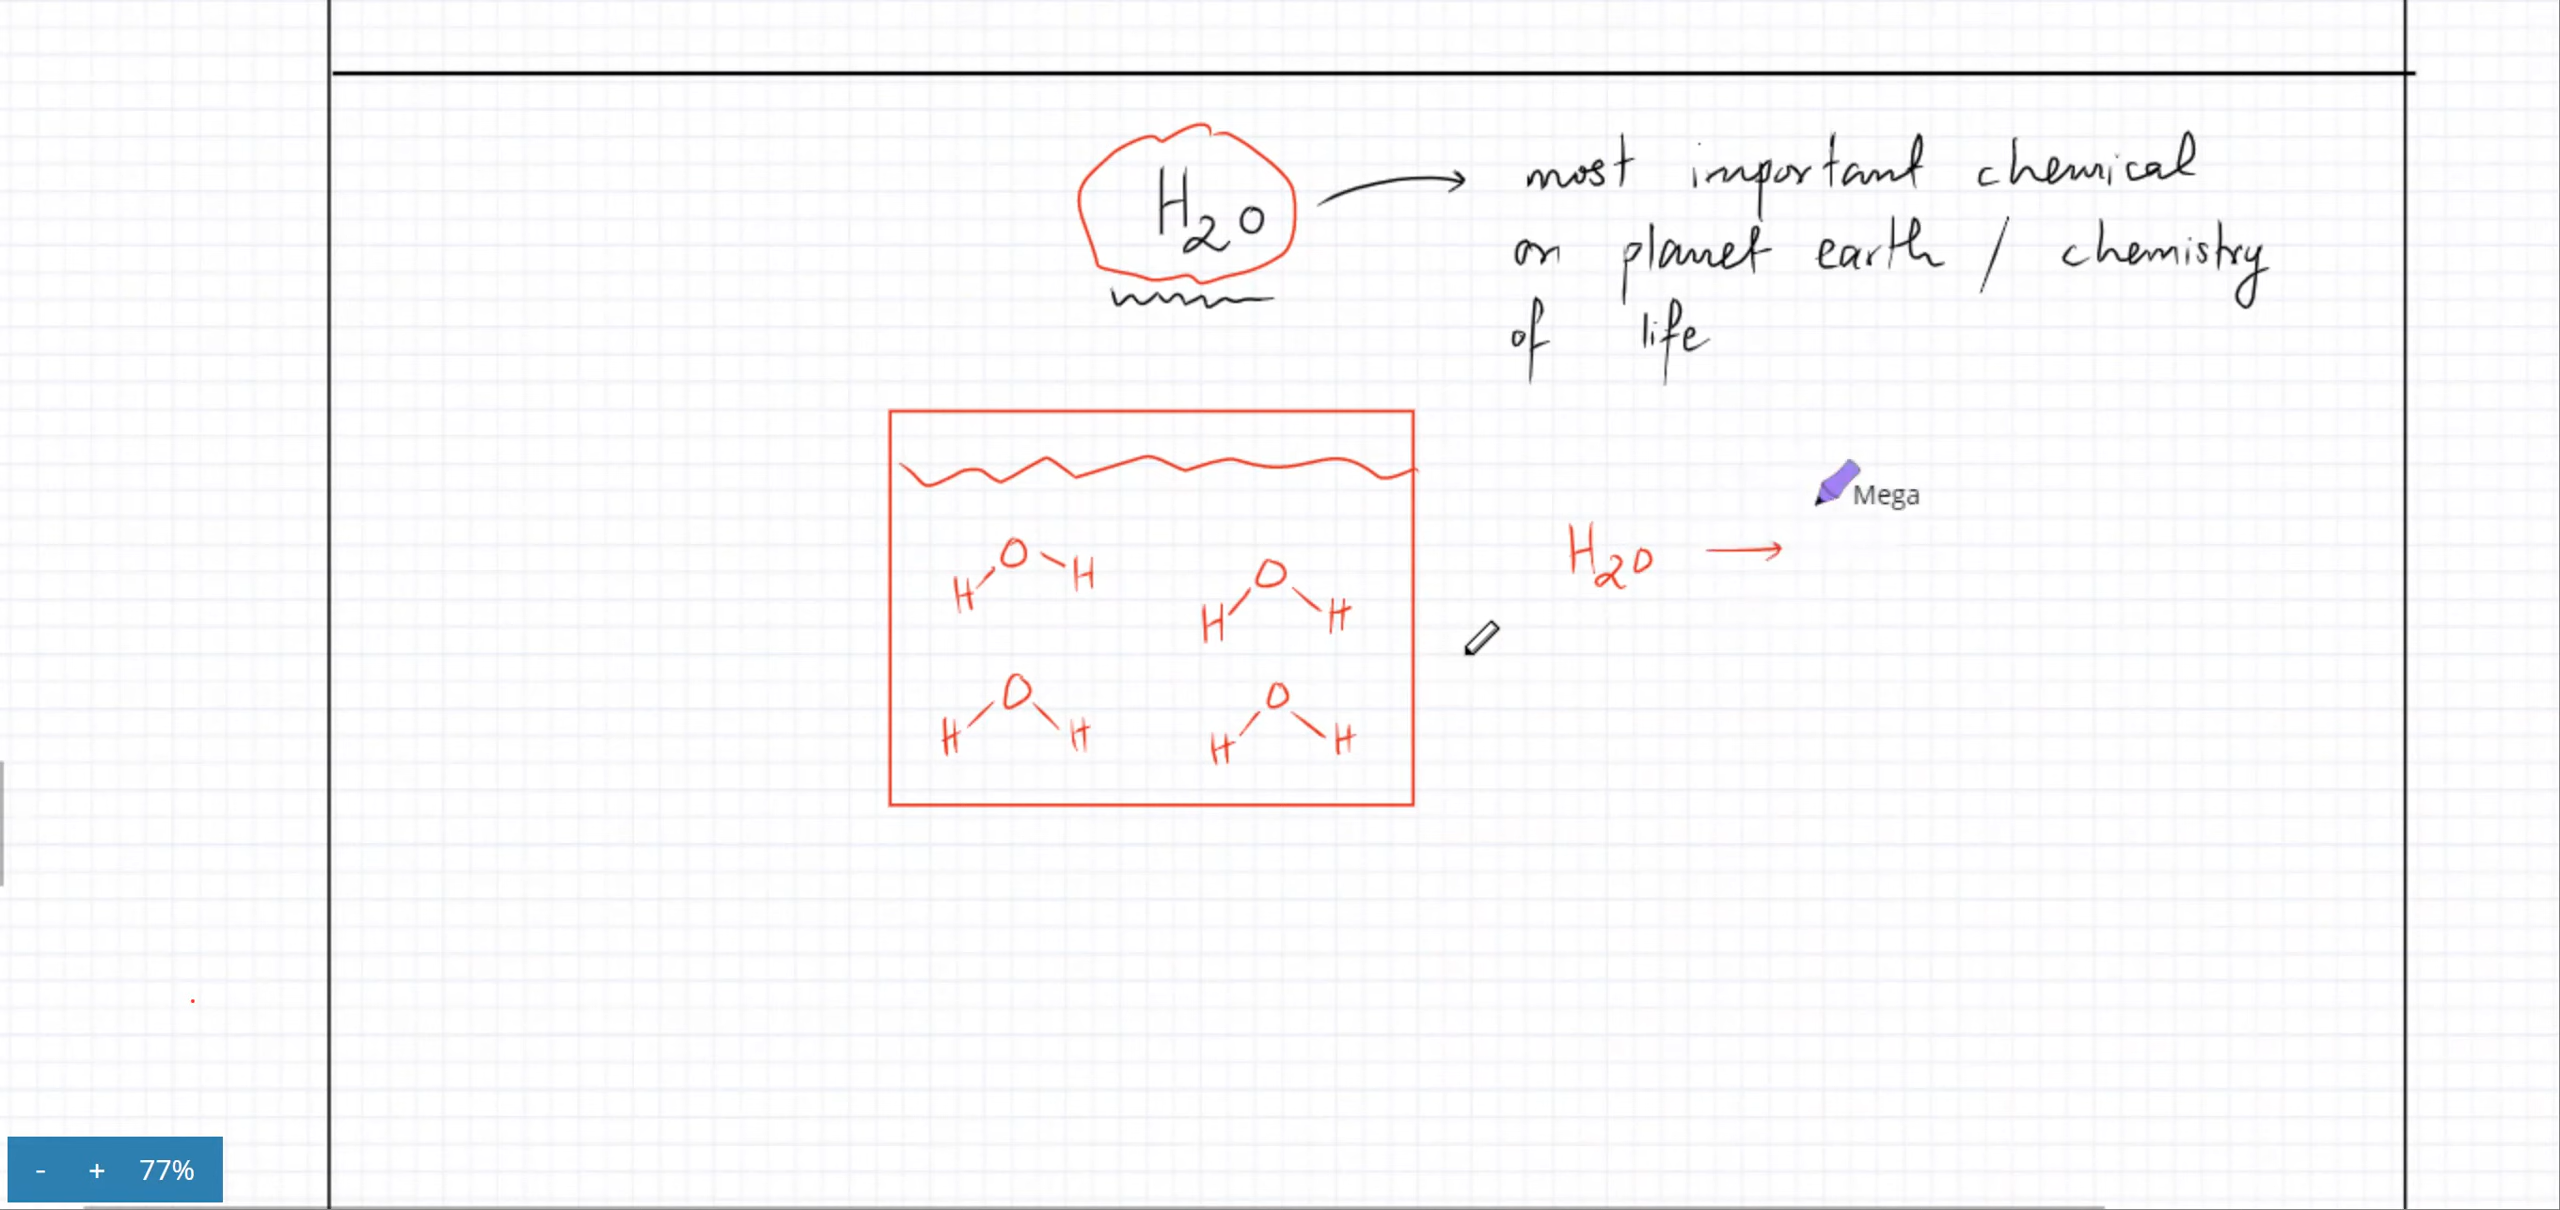 H₂O → most important chemical
on planet earth / chemistry
of life
O H
H
O
H H
H₂O →
Mega
O
H H
O
H H
- + 77%